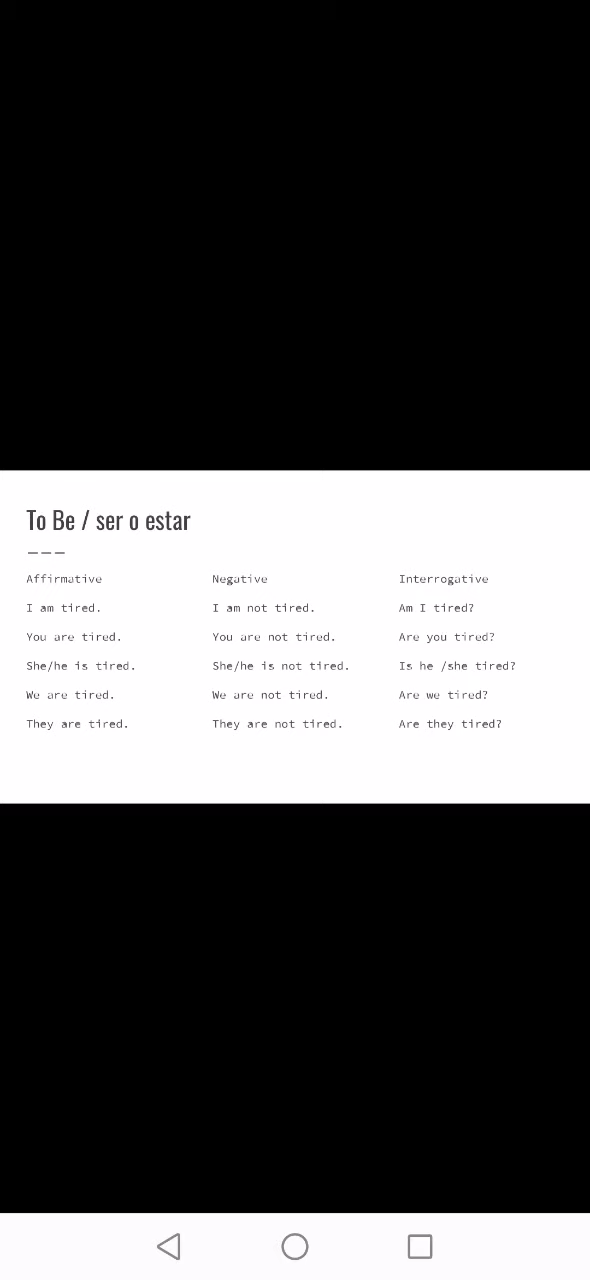 To Be / ser o estar
Affirmative
I am tired.
You are tired.
She/he is tired.
We are tired.
They are tired.
Negative
I am not tired.
You are not tired.
She/he is not tired.
We are not tired.
They are not tired.
Interrogative
Am I tired?
Are you tired?
Is he /she tired?
Are we tired?
Are they tired?